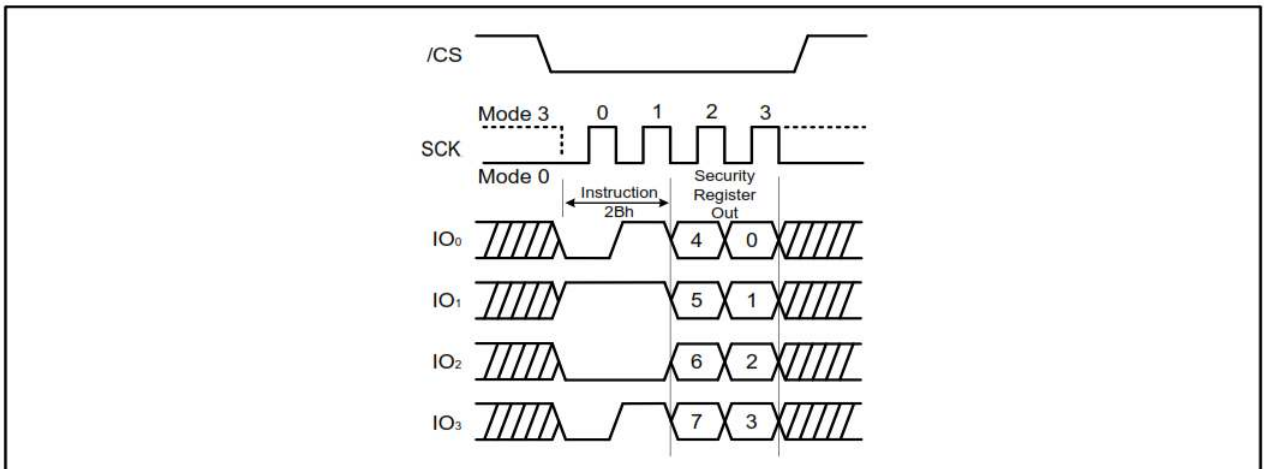 /CS
Mode 3 0 1 2 3
SCK
Mode 0
Instruction
2Bh
Security
Register
Out
IO₀ 4 0
IO₁ 5 1
IO₂ 6 2
IO₃ 7 3